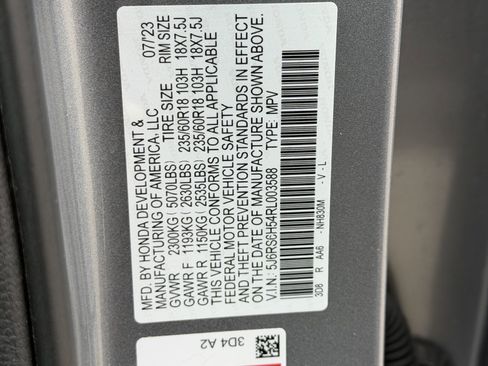 MFD. BY HONDA DEVELOPMENT & 07/'23
MANUFACTURING OF AMERICA, LLC
TIRE SIZE RIM SIZE
GVWR 2300KG ( 5070LBS)
GAWR F 1193KG ( 2630LBS) 235/60R18 103H 18X7.5J
GAWR R 1150KG ( 2535LBS) 235/60R18 103H 18X7.5J
THIS VEHICLE CONFORMS TO ALL APPLICABLE
FEDERAL MOTOR VEHICLE SAFETY
AND THEFT PREVENTION STANDARDS IN EFFECT
ON THE DATE OF MANUFACTURE SHOWN ABOVE.
V.I.N.: 5J6RS6H54RL003588 TYPE: MPV
3D8 R AA6 - NH830M - V - L
3D4 A2